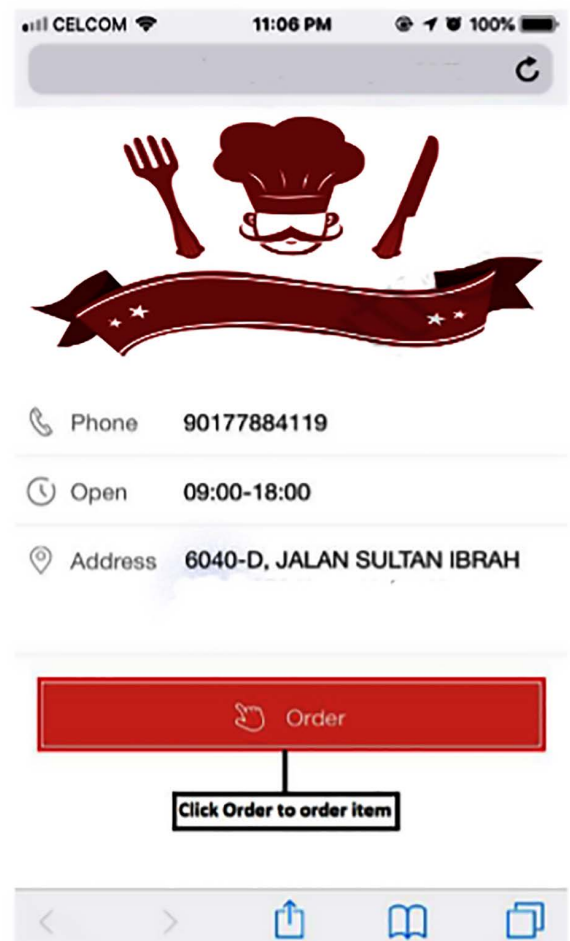 CELCOM 11:06 PM 100%
Phone 90177884119
Open 09:00-18:00
Address 6040-D, JALAN SULTAN IBRAH
Order
Click Order to order item